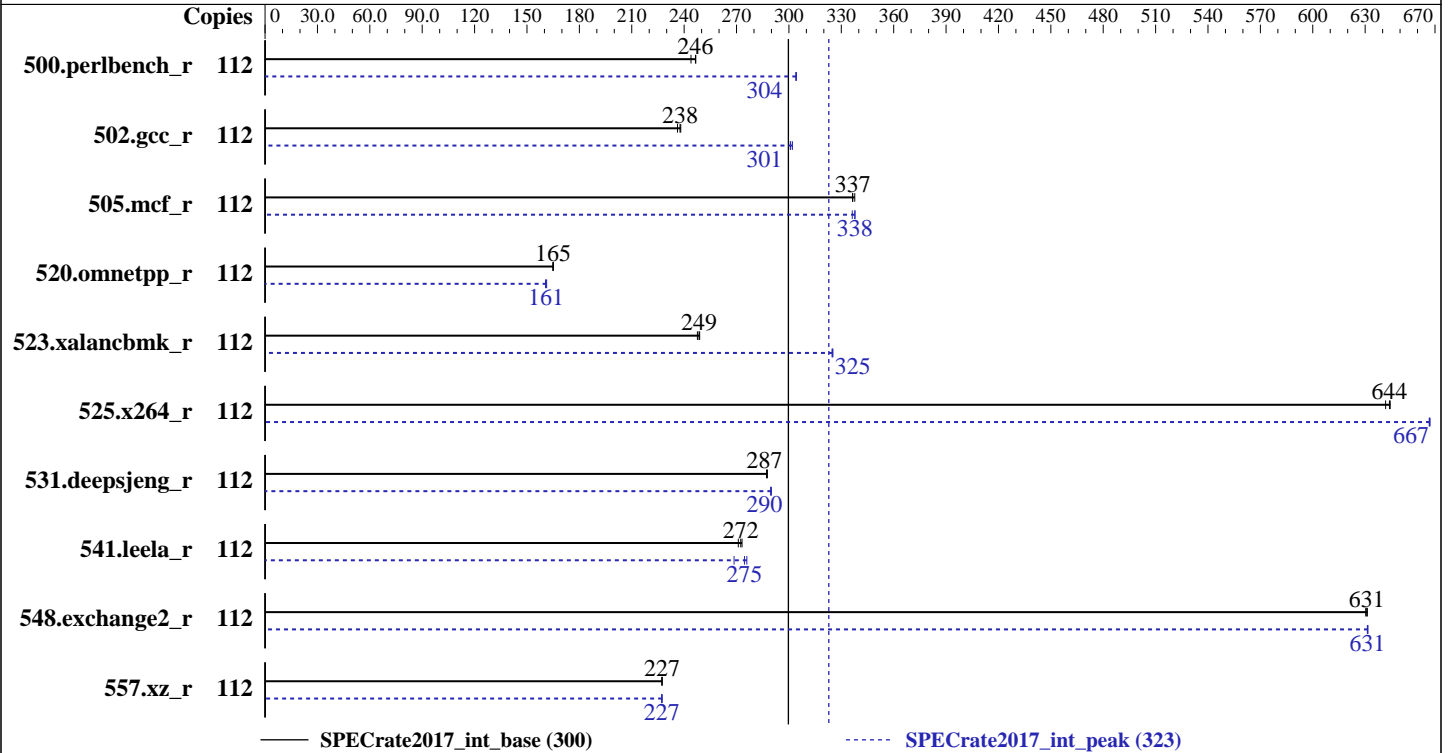 Copies 0 30.0 60.0 90.0 120 150 180 210 240 270 300 330 360 390 420 450 480 510 540 570 600 630 670
246
500.perlbench_r 112
304
238
502.gcc_r 112
301
337
505.mcf_r 112
338
165
520.omnetpp_r 112
161
249
523.xalancbmk_r 112
325
644
525.x264_r 112
667
287
531.deepsjeng_r 112
290
272
541.leela_r 112
275
631
548.exchange2_r 112
631
227
557.xz_r 112
227
SPECrate2017_int_base (300) SPECrate2017_int_peak (323)